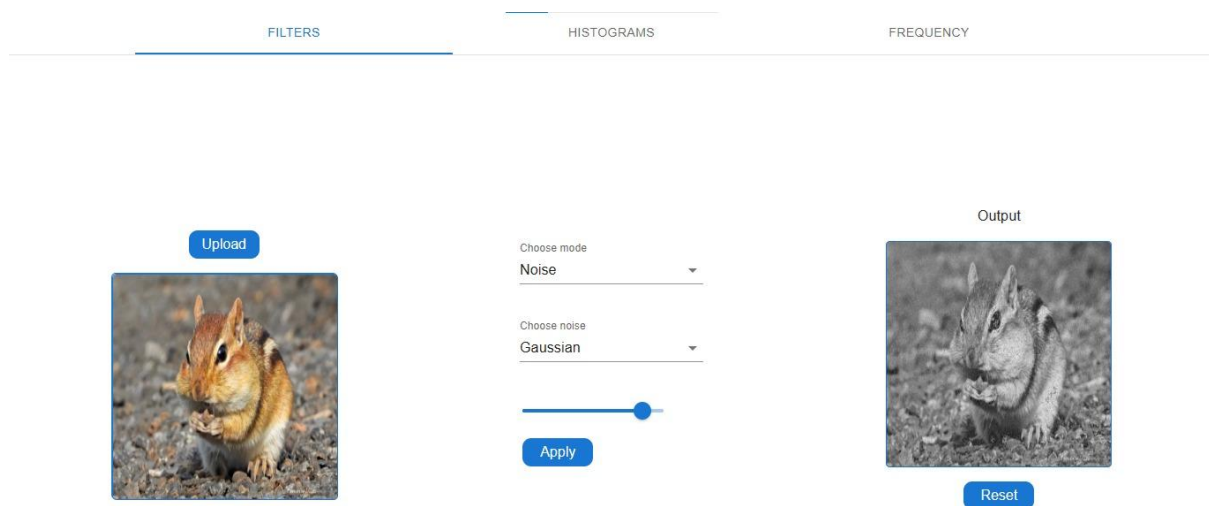 FILTERS
HISTOGRAMS
FREQUENCY
Upload
Choose mode
Noise
Choose noise
Gaussian
Apply
Output
Reset